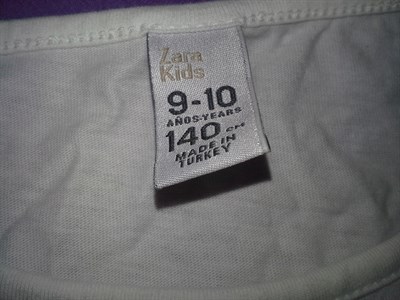 Zara
Kids
9-10
AÑOS-YEARS
140 cm
MADE IN
TURKEY